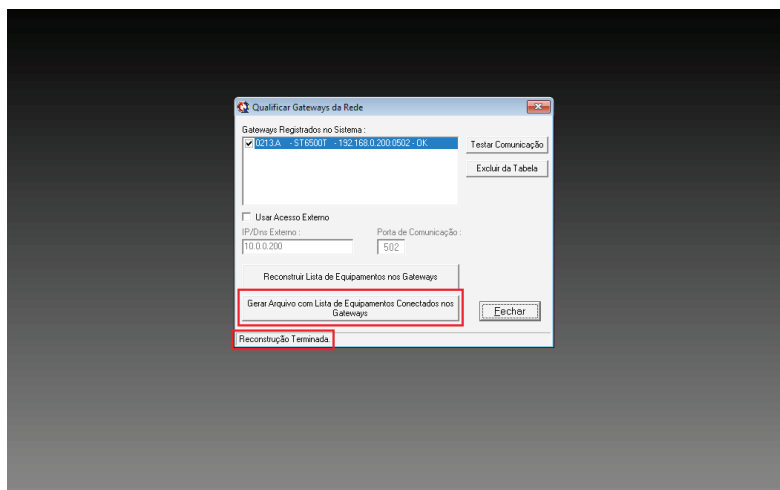 Qualificar Gateways da Rede
Gateways Registrados no Sistema :
0213.A - ST6500T - 192.168.0.200:0502 - OK
Testar Comunicação
Excluir da Tabela
Usar Acesso Externo
IP/Dns Externo :
Porta de Comunicação :
10.0.0.200
502
Reconstruir Lista de Equipamentos nos Gateways
Gerar Arquivo com Lista de Equipamentos Conectados nos
Gateways
Fechar
Reconstrução Terminada.